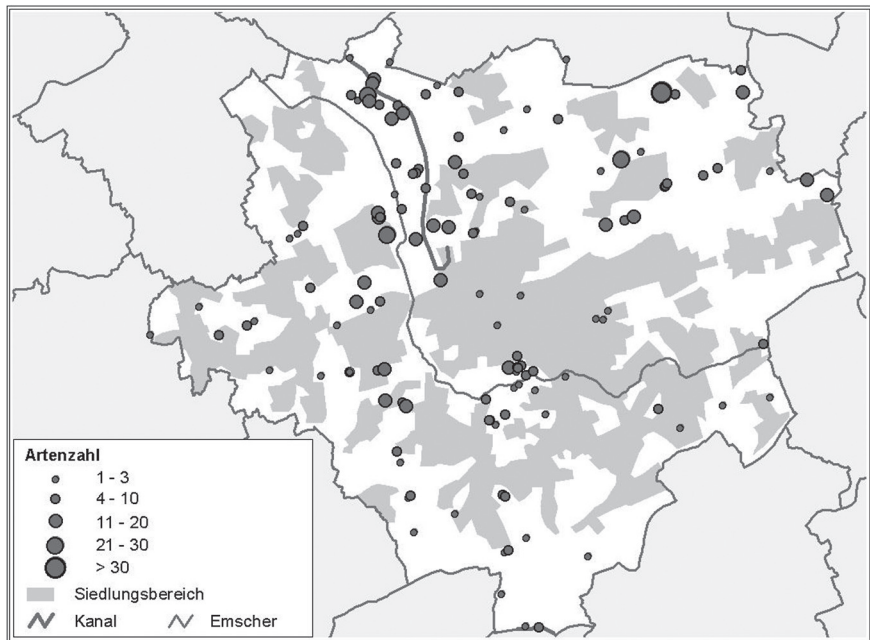 Artenzahl
1 - 3
4 - 10
11 - 20
21 - 30
> 30
Siedlungsbereich
Kanal Emscher